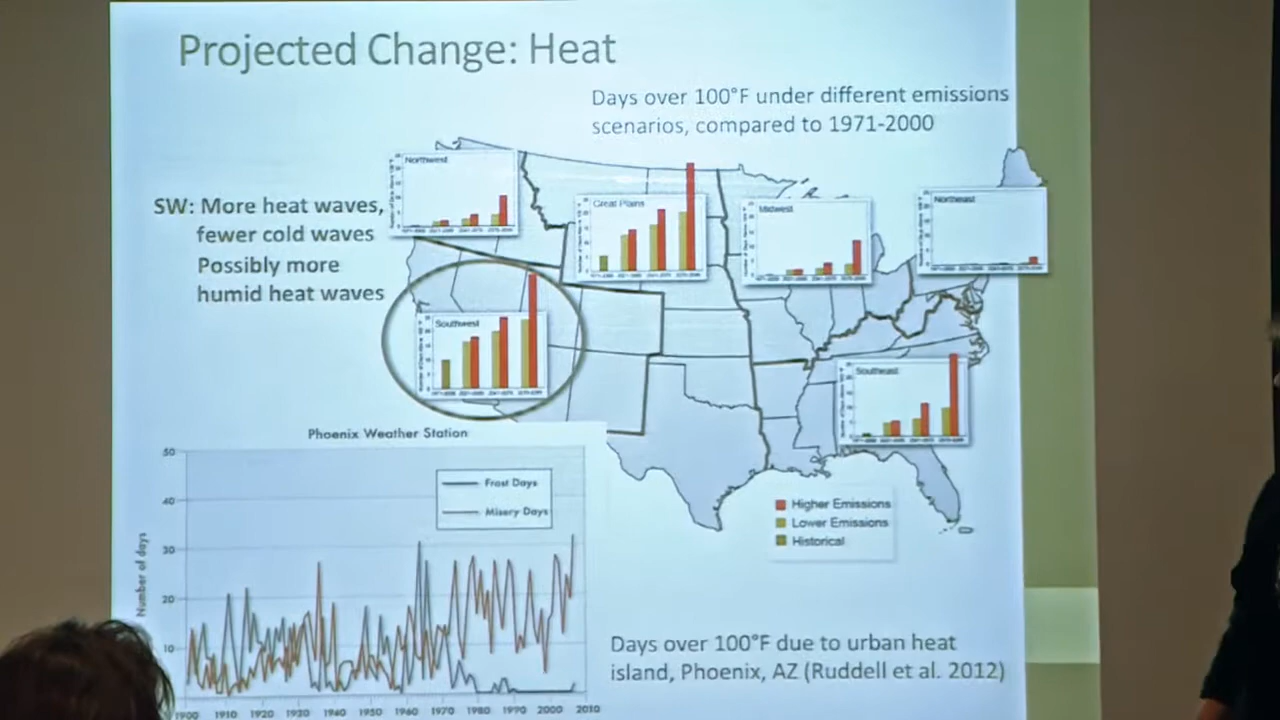 Projected Change: Heat
Days over 100°F under different emissions
scenarios, compared to 1971-2000
SW: More heat waves,
fewer cold waves
Possibly more
humid heat waves
Northwest
Great Plains
Midwest
Northeast
Southwest
Southeast
Higher Emissions
Lower Emissions
Historical
Phoenix Weather Station
Frost Days
Misery Days
Number of days
50
40
30
20
10
1900 1910 1920 1930 1940 1950 1960 1970 1980 1990 2000 2010
Days over 100°F due to urban heat
island, Phoenix, AZ (Ruddell et al. 2012)